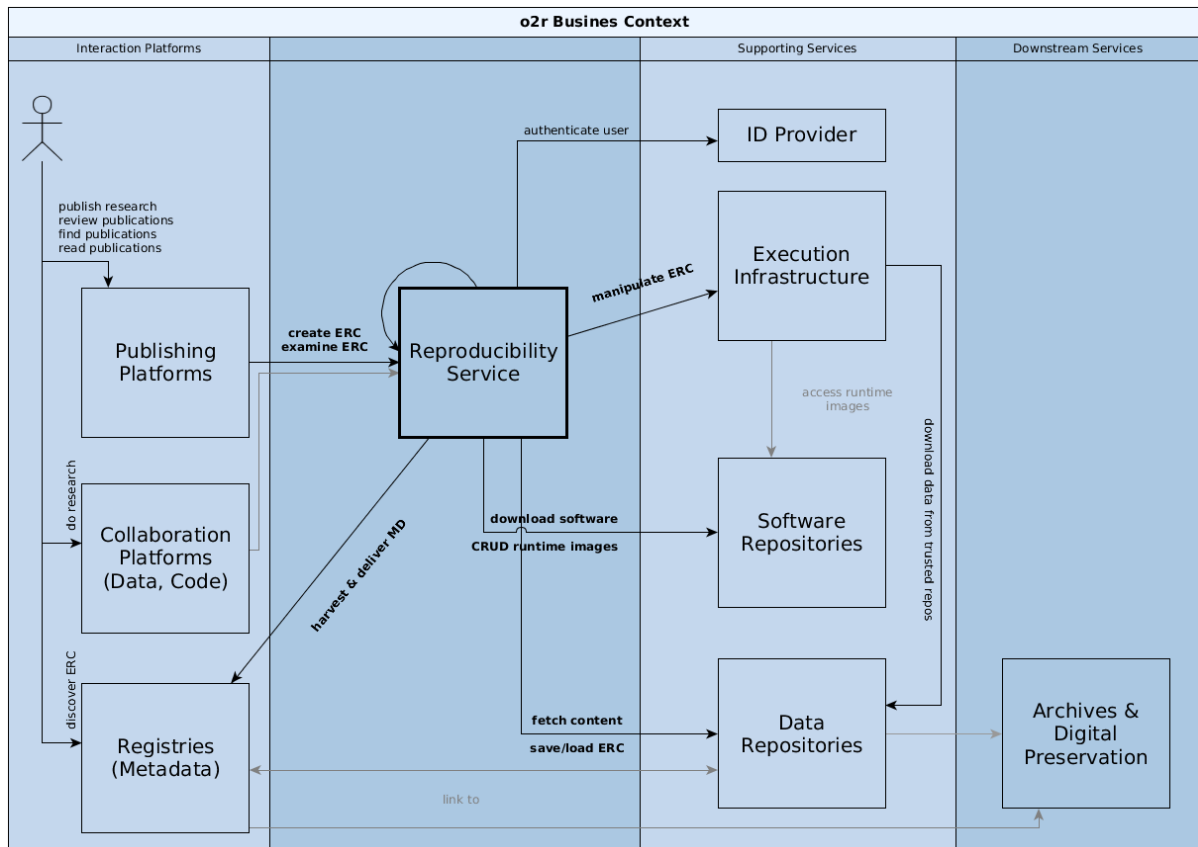 o2r Busines Context
Interaction Platforms
Supporting Services
Downstream Services
authenticate user
ID Provider
publish research
review publications
find publications
read publications
Execution
Infrastructure
manipulate ERC
create ERC
examine ERC
Publishing
Platforms
Reproducibility
Service
access runtime
images
download data from trusted repos
do research
Collaboration
Platforms
(Data, Code)
harvest & deliver MD
download software
CRUD runtime images
Software
Repositories
discover ERC
Registries
(Metadata)
fetch content
save/load ERC
Data
Repositories
Archives &
Digital
Preservation
link to